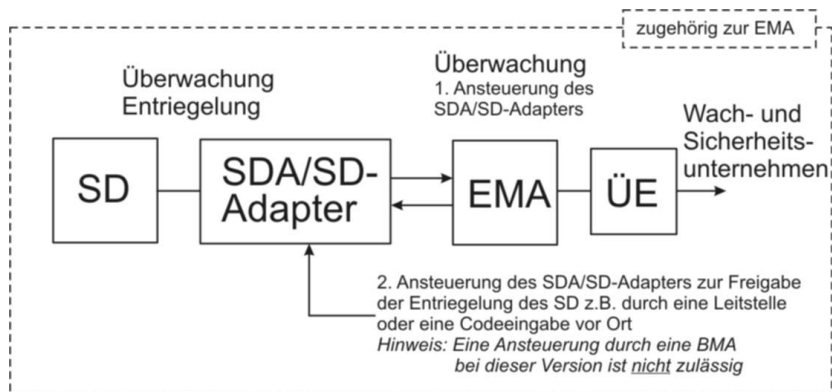 zugehörig zur EMA
Überwachung
Entriegelung
Überwachung
1. Ansteuerung des
SDA/SD-Adapters
Wach- und
Sicherheits-
unternehmen
SD
SDA/SD-
Adapter
EMA
ÜE
2. Ansteuerung des SDA/SD-Adapters zur Freigabe
der Entriegelung des SD z.B. durch eine Leitstelle
oder eine Codeeingabe vor Ort
Hinweis: Eine Ansteuerung durch eine BMA
bei dieser Version ist nicht zulässig